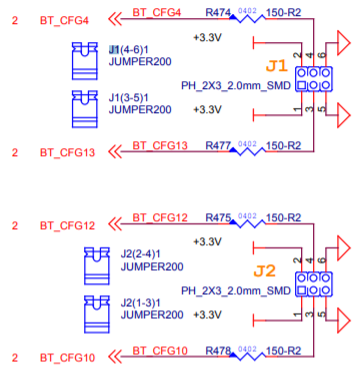 2 BT_CFG4 BT_CFG4 R474 0402 150-R2
J1(4-6)1
JUMPER200
+3.3V
2 4 6
J1
PH_2X3_2.0mm_SMD
J1(3-5)1
JUMPER200
+3.3V
1 3 5
2 BT_CFG13 BT_CFG13 R477 0402 150-R2
2 BT_CFG12 BT_CFG12 R475 0402 150-R2
+3.3V
J2(2-4)1
JUMPER200
2 4 6
J2
PH_2X3_2.0mm_SMD
J2(1-3)1
JUMPER200
+3.3V
1 3 5
2 BT_CFG10 BT_CFG10 R478 0402 150-R2